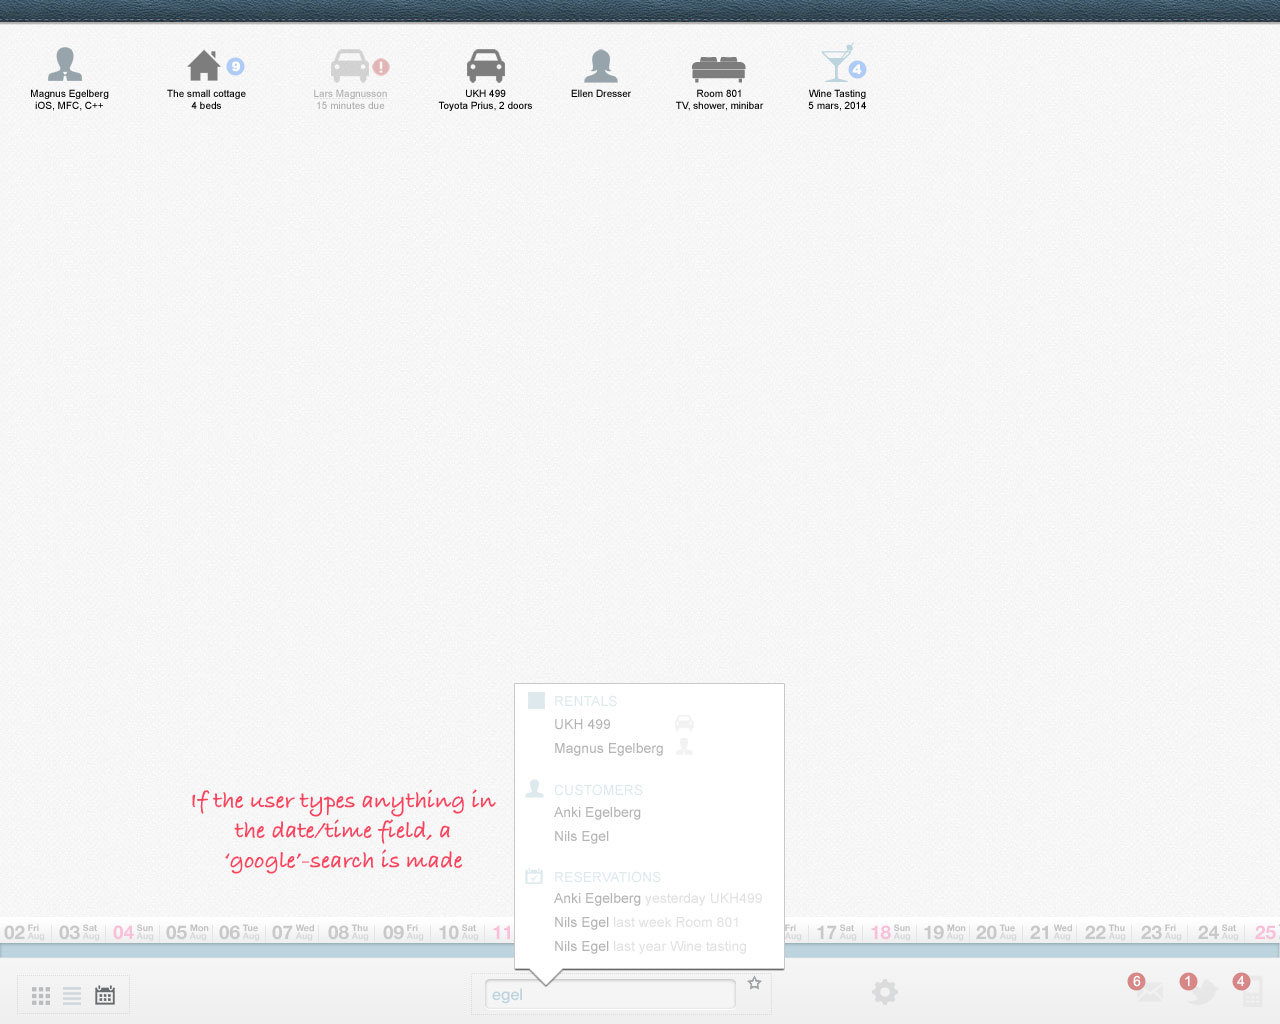 Magnus Egelberg
iOS, MFC, C++
9
The small cottage
4 beds
!
Lars Magnusson
15 minutes due
UKH 499
Toyota Prius, 2 doors
Ellen Dresser
Room 801
TV, shower, minibar
4
Wine Tasting
5 mars, 2014
RENTALS
UKH 499
Magnus Egelberg
CUSTOMERS
Anki Egelberg
Nils Egel
RESERVATIONS
Anki Egelberg yesterday UKH499
Nils Egel last week Room 801
Nils Egel last year Wine tasting
If the user types anything in
the date/time field, a
‘google’-search is made
02 Fri Aug 03 Sat Aug 04 Sun Aug 05 Mon Aug 06 Tue Aug 07 Wed Aug 08 Thu Aug 09 Fri Aug 10 Sat Aug 11 Aug 17 Sat Aug 18 Sun Aug 19 Mon Aug 20 Tue Aug 21 Wed Aug 22 Thu Aug 23 Fri Aug 24 Sat Aug 25
egel
6 1 4